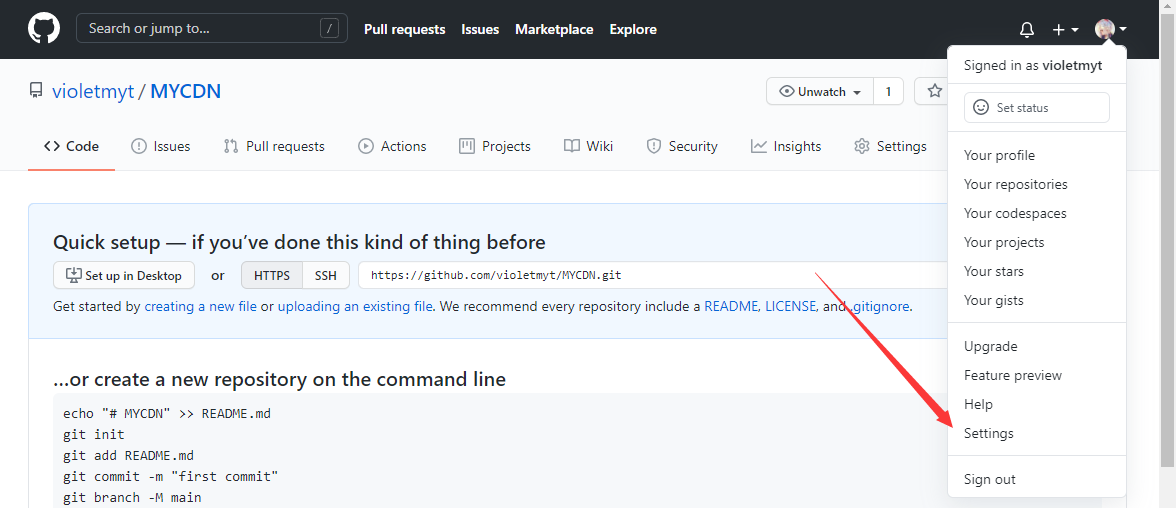 Search or jump to... / Pull requests Issues Marketplace Explore
Signed in as violetmyt
violetmyt / MYCDN Unwatch 1
Set status
Code Issues Pull requests Actions Projects Wiki Security Insights Settings
Your profile
Your repositories
Your codespaces
Your projects
Your stars
Your gists
Upgrade
Feature preview
Help
Settings
Sign out
Quick setup — if you’ve done this kind of thing before
Set up in Desktop or HTTPS SSH https://github.com/violetmyt/MYCDN.git
Get started by creating a new file or uploading an existing file. We recommend every repository include a README, LICENSE, and .gitignore.
…or create a new repository on the command line
echo "# MYCDN" >> README.md
git init
git add README.md
git commit -m "first commit"
git branch -M main